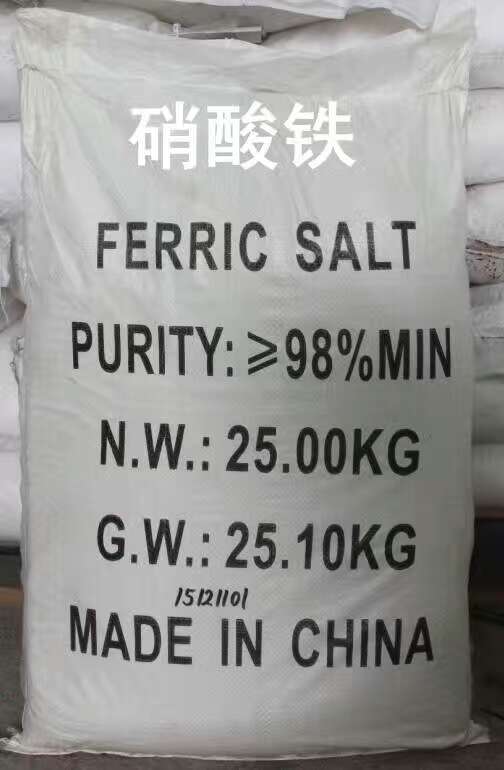 硝酸铁
FERRIC SALT
PURITY: ≥98%MIN
N.W.: 25.00KG
G.W.: 25.10KG
15121101
MADE IN CHINA